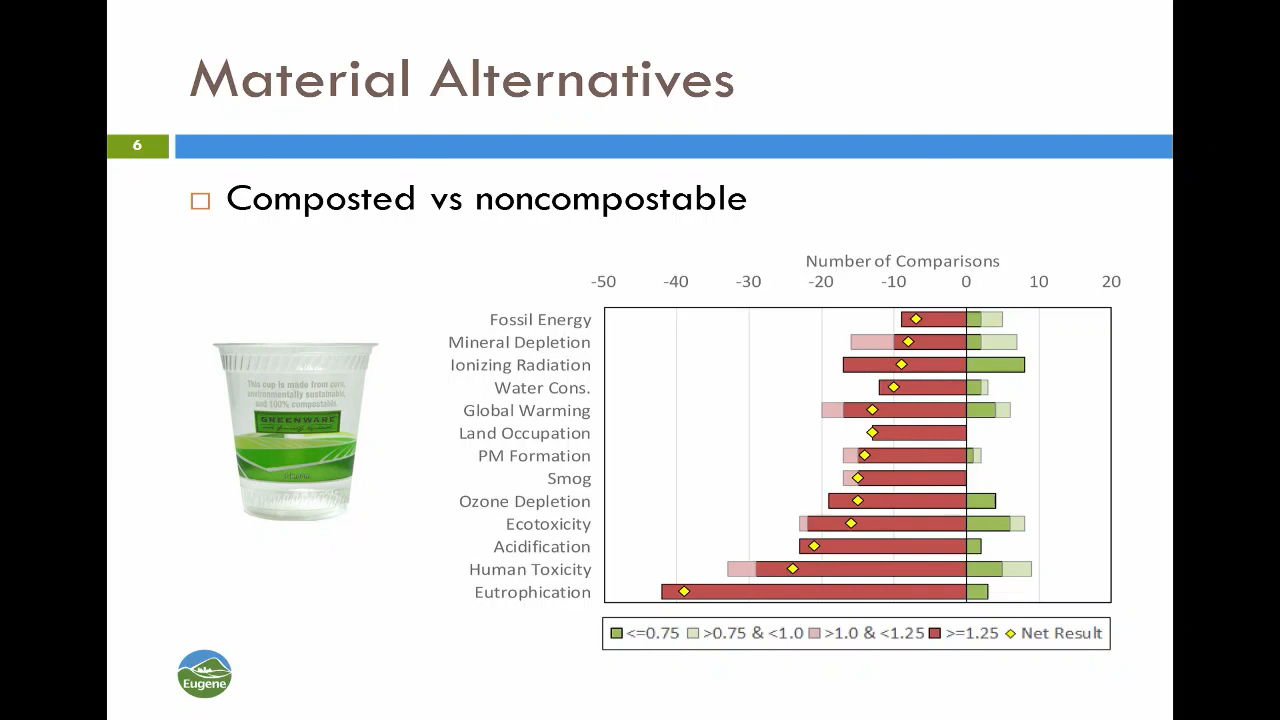 Material Alternatives
6
Composted vs noncompostable
Number of Comparisons
-50 -40 -30 -20 -10 0 10 20
Fossil Energy
Mineral Depletion
Ionizing Radiation
Water Cons.
Global Warming
Land Occupation
PM Formation
Smog
Ozone Depletion
Ecotoxicity
Acidification
Human Toxicity
Eutrophication
<=0.75 >0.75 & <1.0 >1.0 & <1.25 >=1.25 Net Result
This cup is made from corn,
environmentally sustainable,
and 100% compostable.
GREENWARE
Eugene